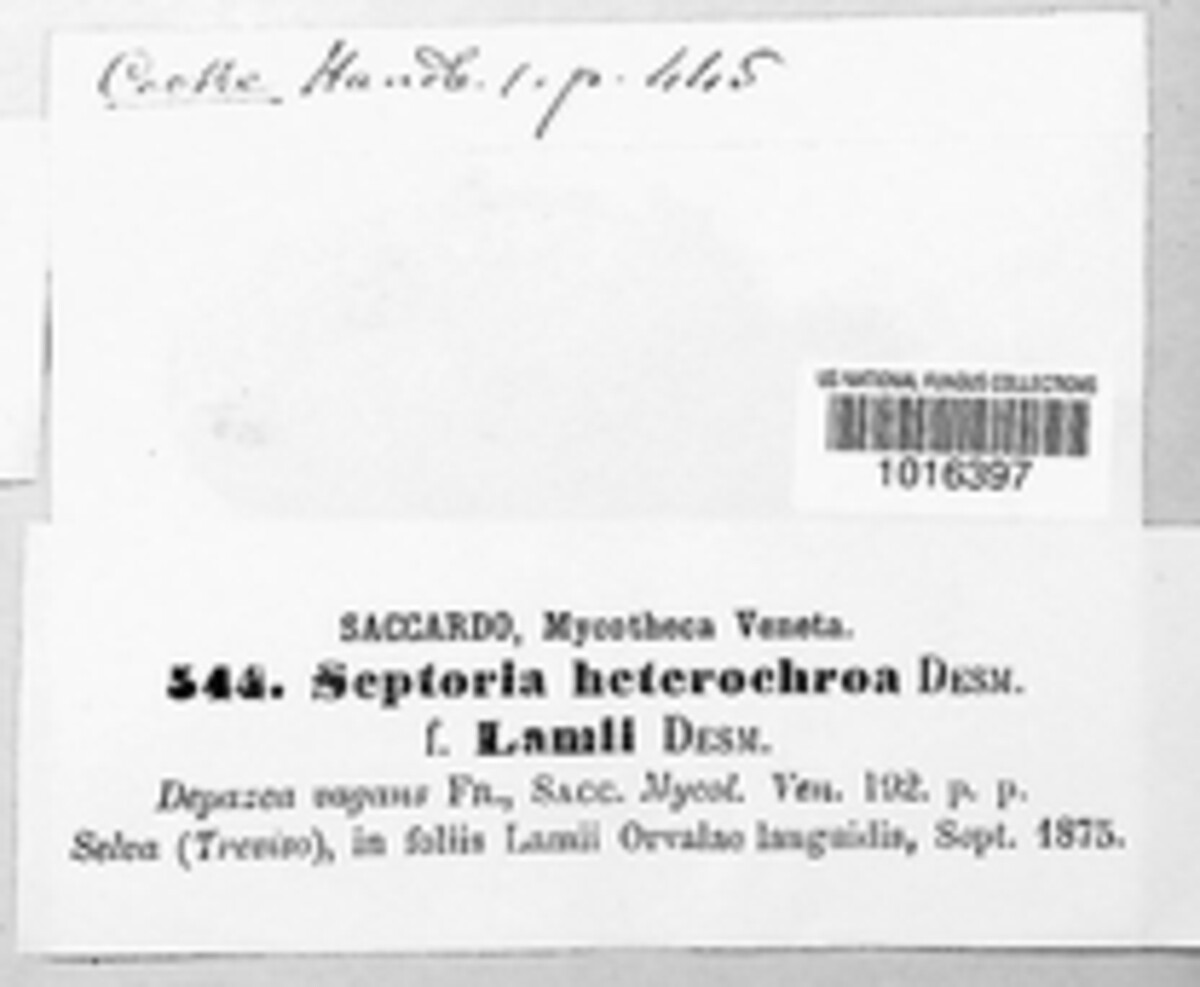 Cooke Handb. 1. p. 445
US NATIONAL FUNGUS COLLECTIONS
1016397
SACCARDO, Mycotheca Veneta.
544. Septoria heterochroa DESM.
f. Lamii DESM.
Depazea vagans FR., SACC. Mycol. Ven. 192. p. p.
Selva (Treviso), in foliis Lamii Orvalae languidis, Sept. 1875.